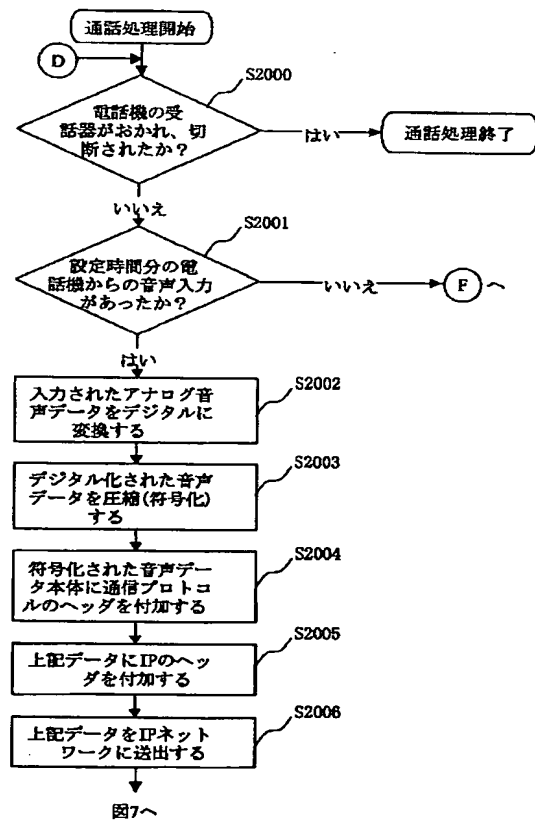 通話処理開始
D
S2000
電話機の受
話器がおかれ、切
断されたか？
はい
通話処理終了
いいえ
S2001
設定時間分の電
話機からの音声入力
があったか？
いいえ
F へ
はい
S2002
入力されたアナログ音
声データをデジタルに
変換する
S2003
デジタル化された音声
データを圧縮(符号化)
する
S2004
符号化された音声デー
タ本体に通信プロトコ
ルのヘッダを付加する
S2005
上記データにIPのヘッ
ダを付加する
S2006
上記データをIPネット
ワークに送出する
図7へ